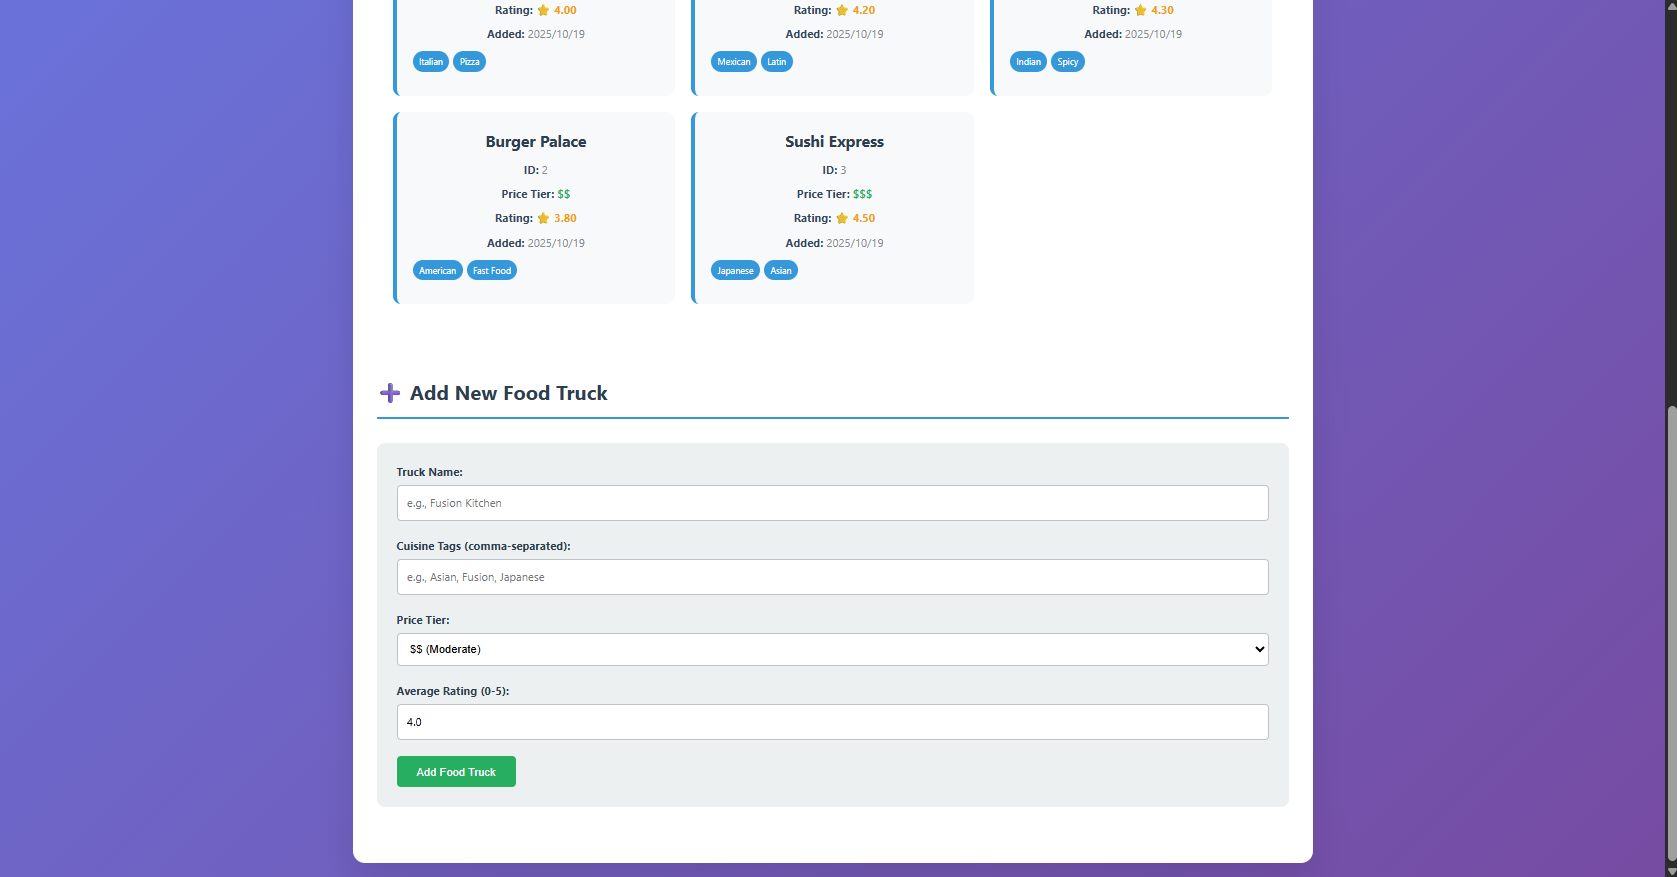 Rating: ⭐ 4.00
Added: 2025/10/19
Italian Pizza
Rating: ⭐ 4.20
Added: 2025/10/19
Mexican Latin
Rating: ⭐ 4.30
Added: 2025/10/19
Indian Spicy
Burger Palace
ID: 2
Price Tier: $$
Rating: ⭐ 3.80
Added: 2025/10/19
American Fast Food
Sushi Express
ID: 3
Price Tier: $$$
Rating: ⭐ 4.50
Added: 2025/10/19
Japanese Asian
➕ Add New Food Truck
Truck Name:
e.g., Fusion Kitchen
Cuisine Tags (comma-separated):
e.g., Asian, Fusion, Japanese
Price Tier:
$$ (Moderate)
Average Rating (0-5):
4.0
Add Food Truck